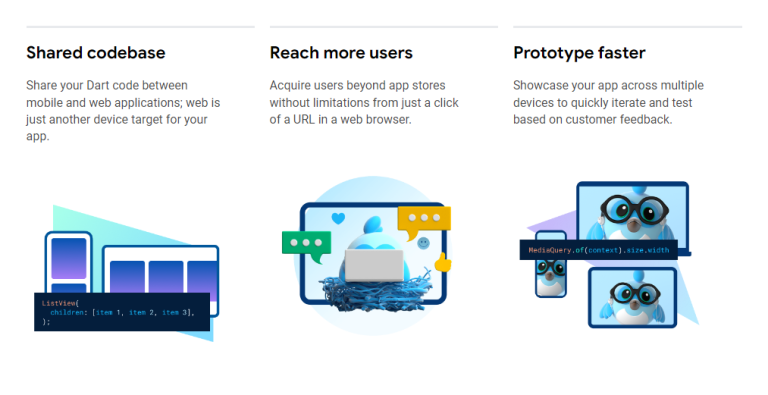 Shared codebase
Share your Dart code between
mobile and web applications; web is
just another device target for your
app.
ListView(
children: [item 1, item 2, item 3],
);
Reach more users
Acquire users beyond app stores
without limitations from just a click
of a URL in a web browser.
Prototype faster
Showcase your app across multiple
devices to quickly iterate and test
based on customer feedback.
MediaQuery.of(context).size.width